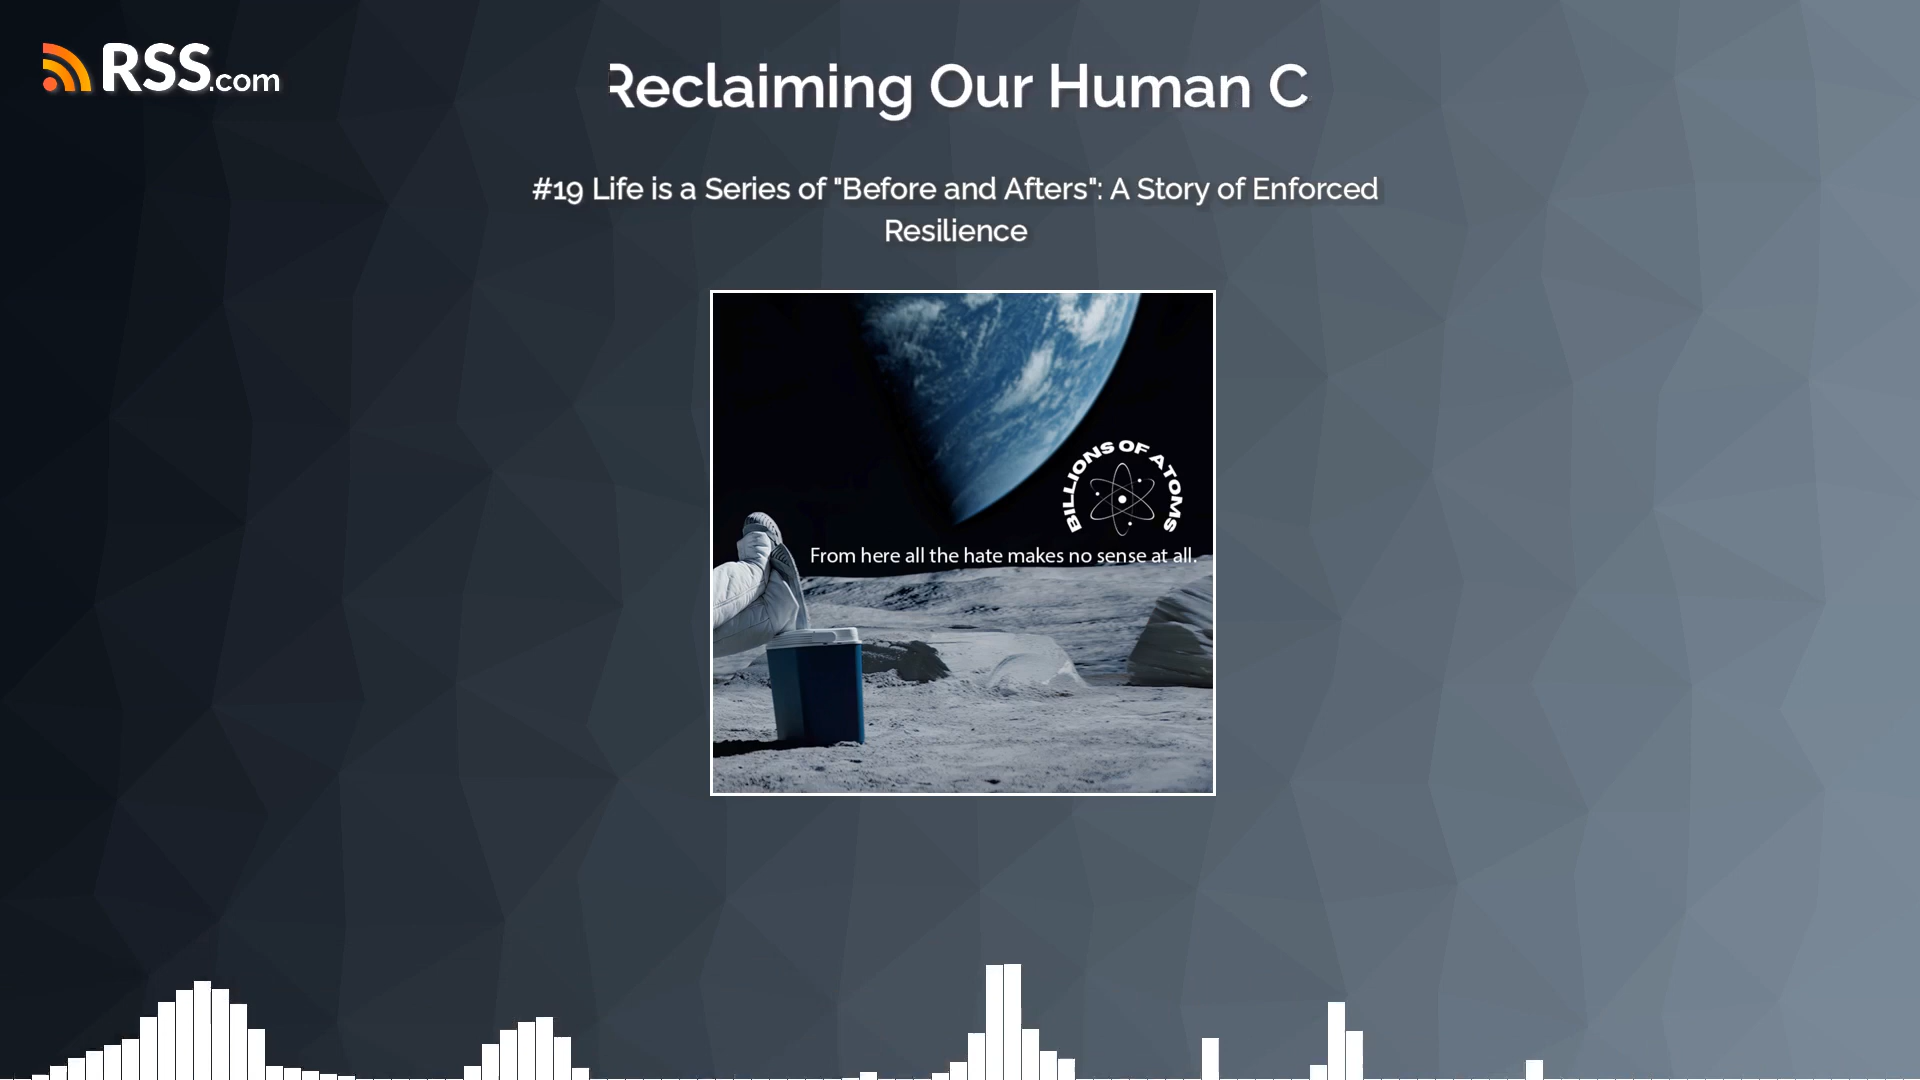 RSS.com
Reclaiming Our Human C
#19 Life is a Series of "Before and Afters": A Story of Enforced
Resilience
BILLIONS OF ATOMS
From here all the hate makes no sense at all.